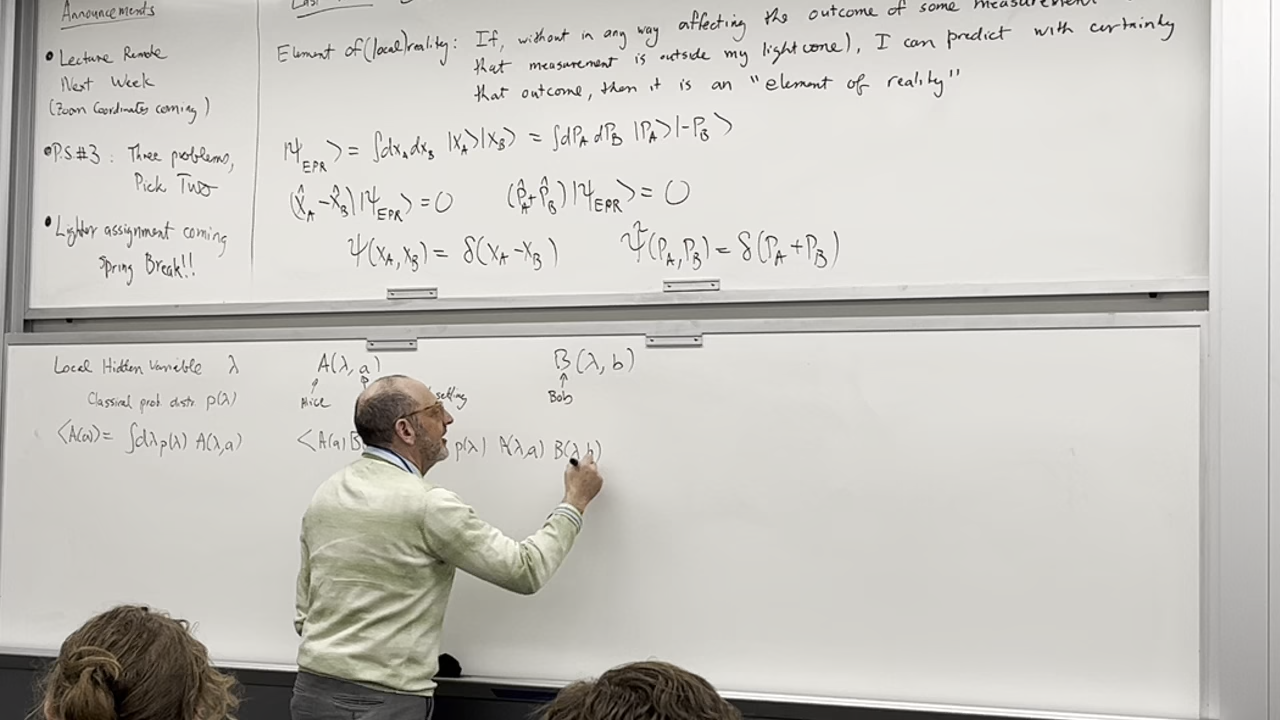 Announcements
• Lecture Remote
Next Week
(Zoom Coordinates coming)
• P.S#3 : Three problems,
Pick Two
• Lighter assignment coming
Spring Break!!
Element of (local) reality: If, without in any way affecting the outcome of some measurement
that measurement is outside my light cone), I can predict with certainty
that outcome, then it is an "element of reality"
|Ψ_EPR⟩ = ∫dx_A dx_B |x_A⟩|x_B⟩ = ∫dP_A dP_B |P_A⟩|-P_B⟩
(x̂_A - x̂_B)|Ψ_EPR⟩ = 0 (p̂_A + p̂_B)|Ψ_EPR⟩ = 0
Ψ(x_A, x_B) = δ(x_A - x_B) Ψ̃(P_A, P_B) = δ(P_A + P_B)
Local Hidden Variable λ A(λ, a) B(λ, b)
Classical prob. distr. p(λ) Alice setting Bob
⟨A(a)⟩ = ∫dλ p(λ) A(λ,a) ⟨A(a) B p(λ) A(λ,a) B(λ,b)